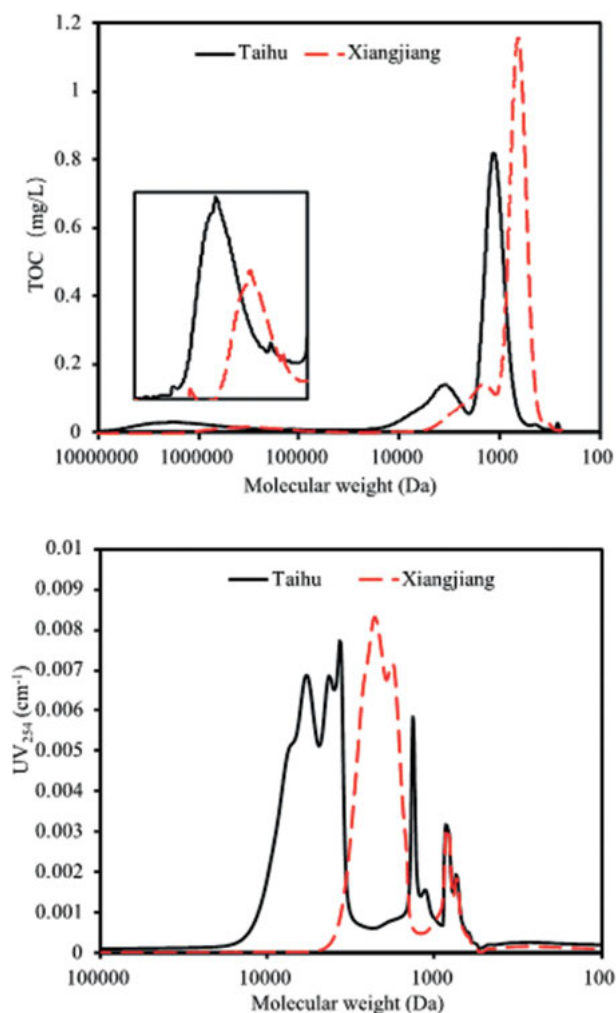 1.2
Taihu
Xiangjiang
1
0.8
TOC (mg/L)
0.6
0.4
0.2
0
10000000 1000000 1000000 10000 1000 100
Molecular weight (Da)
0.01
Taihu
Xiangjiang
0.009
0.008
0.007
0.006
UV254 (cm-1)
0.005
0.004
0.003
0.002
0.001
0
100000 10000 1000 100
Molecular weight (Da)